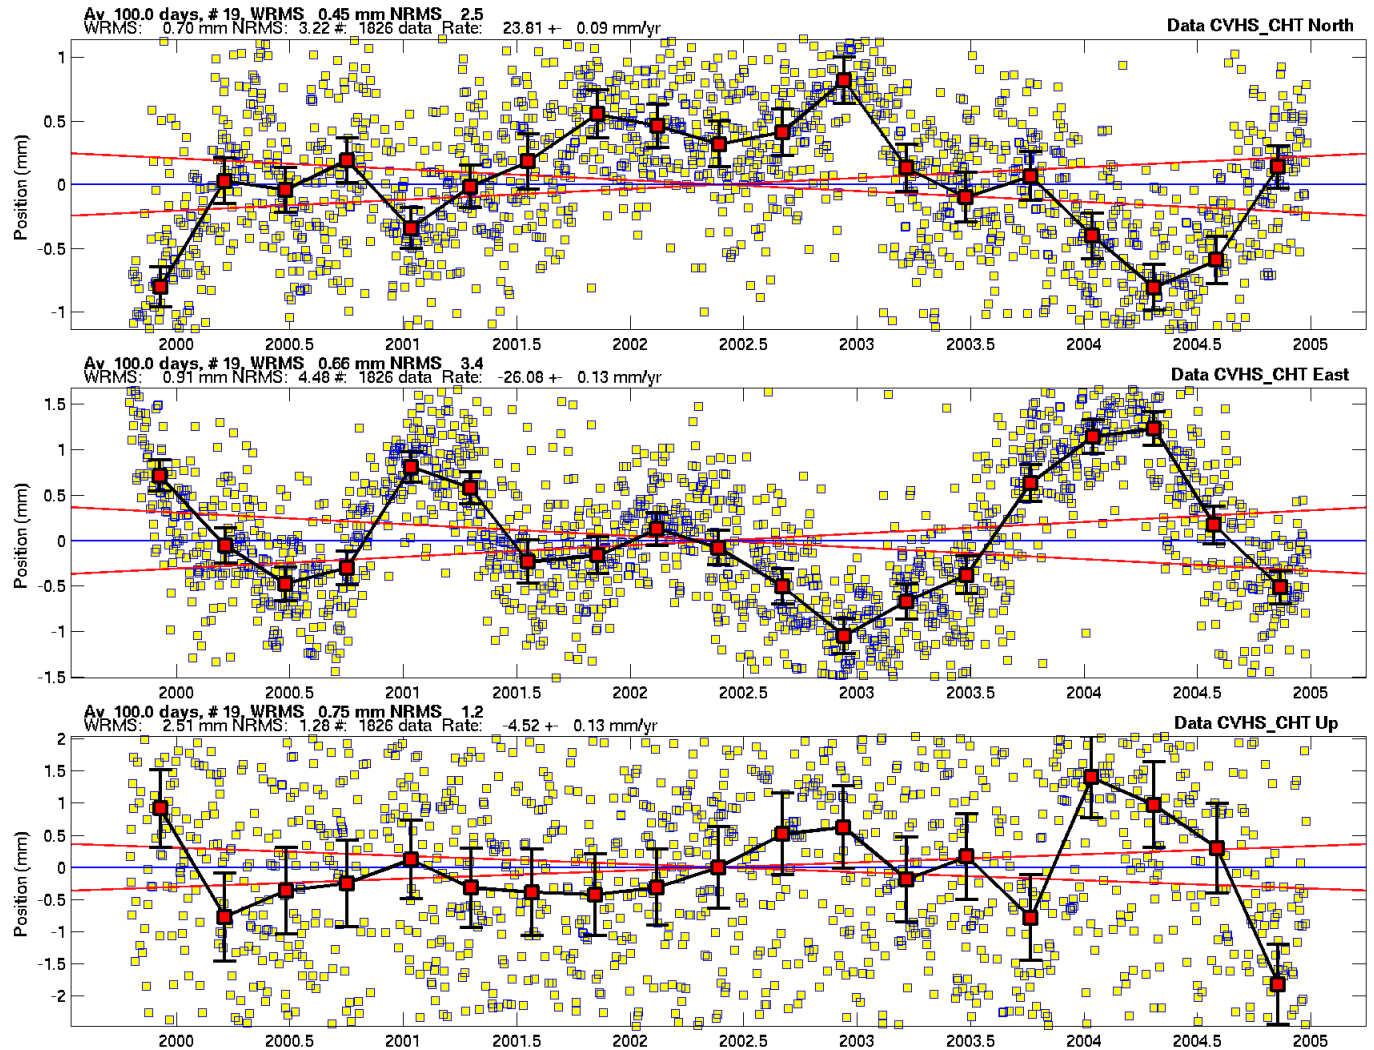 Av 100.0 days, # 19, WRMS 0.45 mm NRMS 2.5
WRMS: 0.70 mm NRMS: 3.22 #: 1826 data Rate: 23.81 +- 0.09 mm/yr
Data CVHS_CHT North
1
0.5
0
-0.5
-1
Position (mm)
2000 2000.5 2001 2001.5 2002 2002.5 2003 2003.5 2004 2004.5 2005
Av 100.0 days, # 19, WRMS 0.66 mm NRMS 3.4
WRMS: 0.91 mm NRMS: 4.48 #: 1826 data Rate: -26.08 +- 0.13 mm/yr
Data CVHS_CHT East
1.5
1
0.5
0
-0.5
-1
-1.5
Position (mm)
2000 2000.5 2001 2001.5 2002 2002.5 2003 2003.5 2004 2004.5 2005
Av 100.0 days, # 19, WRMS 0.75 mm NRMS 1.2
WRMS: 2.51 mm NRMS: 1.28 #: 1826 data Rate: -4.52 +- 0.13 mm/yr
Data CVHS_CHT Up
2
1.5
1
0.5
0
-0.5
-1
-1.5
-2
Position (mm)
2000 2000.5 2001 2001.5 2002 2002.5 2003 2003.5 2004 2004.5 2005